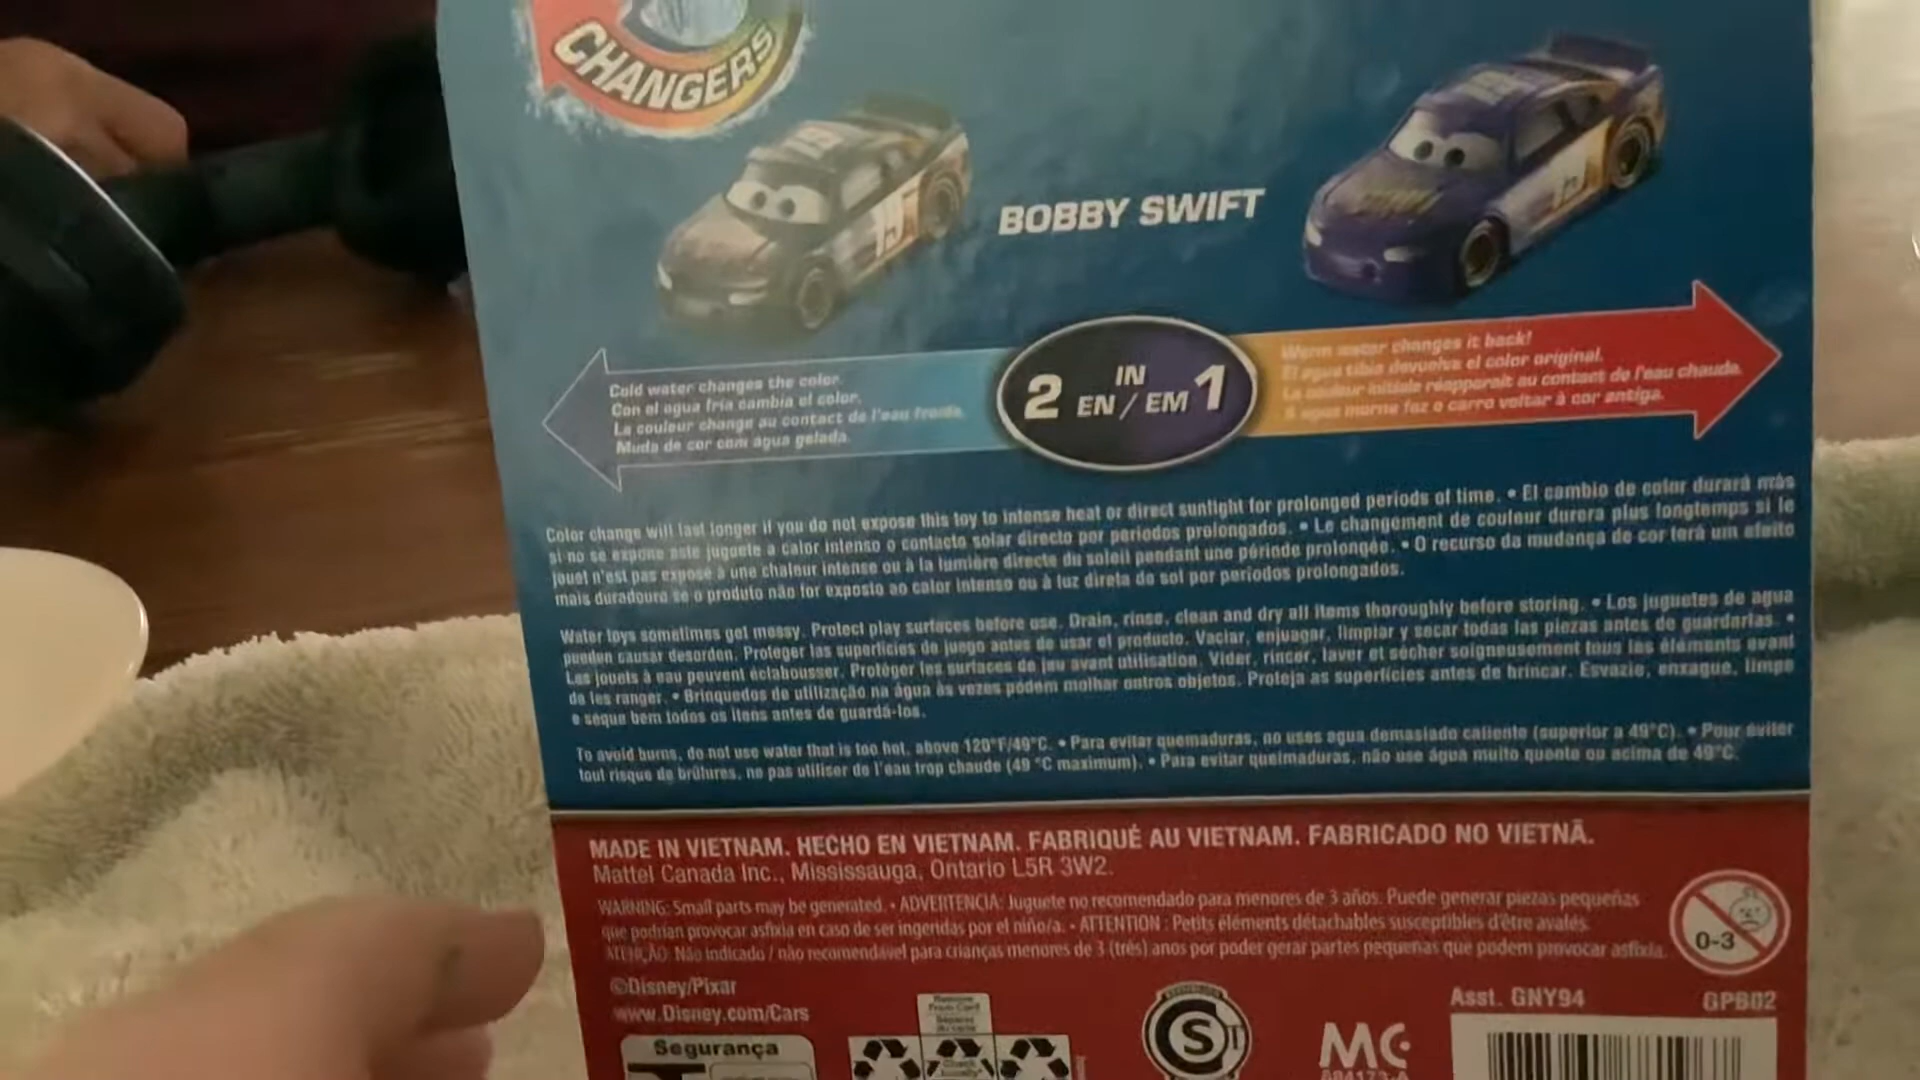 CHANGERS
BOBBY SWIFT
Cold water changes the color.
Con el agua fría cambia el color.
La couleur change au contact de l'eau froide.
Muda de cor com água gelada.
2 IN EN / EM 1
Warm water changes it back!
El agua tibia devuelve el color original.
La couleur initiale réapparaît au contact de l'eau chaude.
A água morna faz o carro voltar à cor antiga.
Color change will last longer if you do not expose this toy to intense heat or direct sunlight for prolonged periods of time. • El cambio de color durará más
si no se expone este juguete a calor intenso o contacto solar directo por períodos prolongados. • Le changement de couleur durera plus longtemps si le
jouet n'est pas exposé à une chaleur intense ou à la lumière directe du soleil pendant une période prolongée. • O recurso da mudança de cor terá um efeito
mais duradouro se o produto não for exposto ao calor intenso ou à luz direta do sol por períodos prolongados.
Water toys sometimes get messy. Protect play surfaces before use. Drain, rinse, clean and dry all items thoroughly before storing. • Los juguetes de agua
pueden causar desorden. Proteger las superficies de juego antes de usar el producto. Vaciar, enjuagar, limpiar y secar todas las piezas antes de guardarlas. •
Les jouets à eau peuvent éclabousser. Protéger les surfaces de jeu avant utilisation. Vider, rincer, laver et sécher soigneusement tous les éléments avant
de les ranger. • Brinquedos de utilização na água às vezes podem molhar outros objetos. Proteja as superfícies antes de brincar. Esvazie, enxague, limpe
e seque bem todos os itens antes de guardá-los.
To avoid burns, do not use water that is too hot, above 120°F/49°C. • Para evitar quemaduras, no uses agua demasiado caliente (superior a 49°C). • Pour éviter
tout risque de brûlures, ne pas utiliser de l'eau trop chaude (49 °C maximum). • Para evitar queimaduras, não use água muito quente ou acima de 49°C.
MADE IN VIETNAM. HECHO EN VIETNAM. FABRIQUÉ AU VIETNAM. FABRICADO NO VIETNÃ.
Mattel Canada Inc., Mississauga, Ontario L5R 3W2.
WARNING: Small parts may be generated. • ADVERTENCIA: Juguete no recomendado para menores de 3 años. Puede generar piezas pequeñas
que podrían provocar asfixia en caso de ser ingeridas por el niño/a. • ATTENTION : Petits éléments détachables susceptibles d'être avalés.
ATENÇÃO: Não indicado / não recomendável para crianças menores de 3 (três) anos por poder gerar partes pequenas que podem provocar asfixia.
0-3
©Disney/Pixar
www.Disney.com/Cars
Asst. GNY94
GPB02
Segurança
S
MC